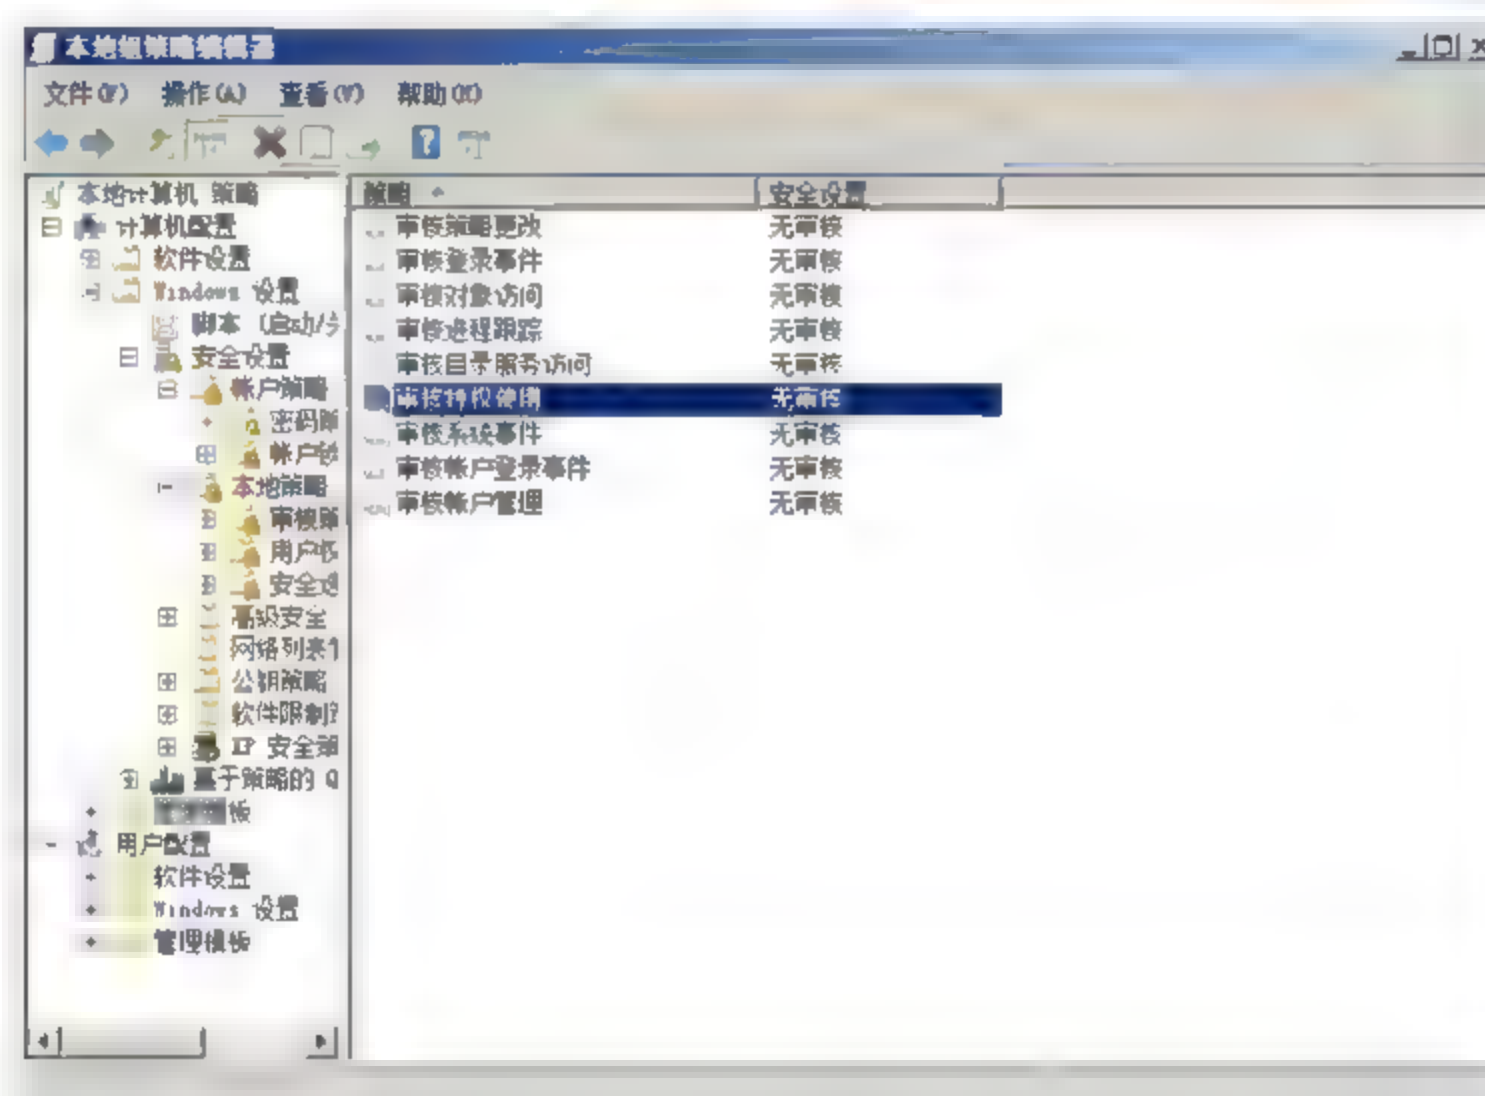 本地组策略编辑器
文件(F) 操作(A) 查看(V) 帮助(H)
本地计算机 策略
计算机配置
软件设置
Windows 设置
脚本 (启动/
安全设置
帐户策略
密码
帐户
本地策略
审核
用户
安全
高级安全
网络列表
公钥策略
软件限制
IP 安全
基于策略的 Q
板
用户配置
软件设置
Windows 设置
管理模板
策略 安全设置
审核策略更改 无审核
审核登录事件 无审核
审核对象访问 无审核
审核进程跟踪 无审核
审核目录服务访问 无审核
审核特权使用 无审核
审核系统事件 无审核
审核帐户登录事件 无审核
审核帐户管理 无审核